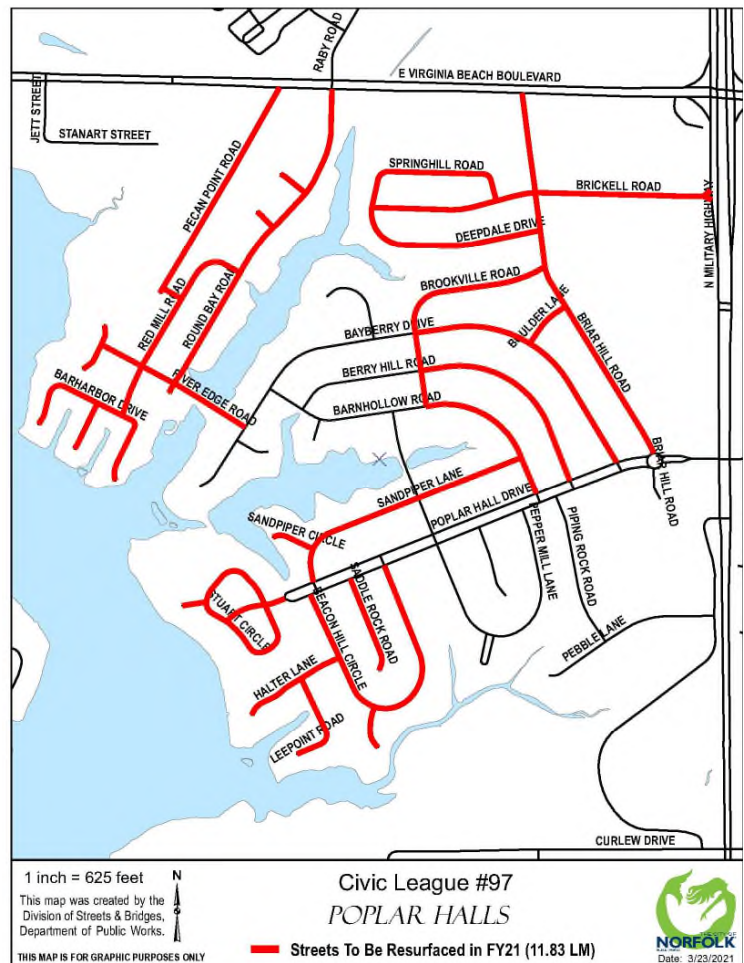 RABY ROAD
E VIRGINIA BEACH BOULEVARD
JETT STREET
STANART STREET
PECAN POINT ROAD
SPRINGHILL ROAD
BRICKELL ROAD
N MILITARY HIGHWAY
DEEPDALE DRIVE
RED MILL ROAD
ROUND BAY ROAD
BROOKVILLE ROAD
BOULDER LANE
BAYBERRY DRIVE
BRIAR HILL ROAD
BERRY HILL ROAD
BARHARBOR DRIVE
RIVER EDGE ROAD
BARNHOLLOW ROAD
BRIAR HILL ROAD
SANDPIPER LANE
POPLAR HALL DRIVE
SANDPIPER CIRCLE
PEPPER MILL LANE
PIPING ROCK ROAD
STUART CIRCLE
BEACON HILL CIRCLE
SADDLE ROCK ROAD
PEBBLE LANE
HALTER LANE
LEEPOINT ROAD
CURLEW DRIVE
1 inch = 625 feet
N
This map was created by the
Division of Streets & Bridges,
Department of Public Works.
THIS MAP IS FOR GRAPHIC PURPOSES ONLY
Civic League #97
POPLAR HALLS
Streets To Be Resurfaced in FY21 (11.83 LM)
THE CITY OF
NORFOLK
Date: 3/23/2021